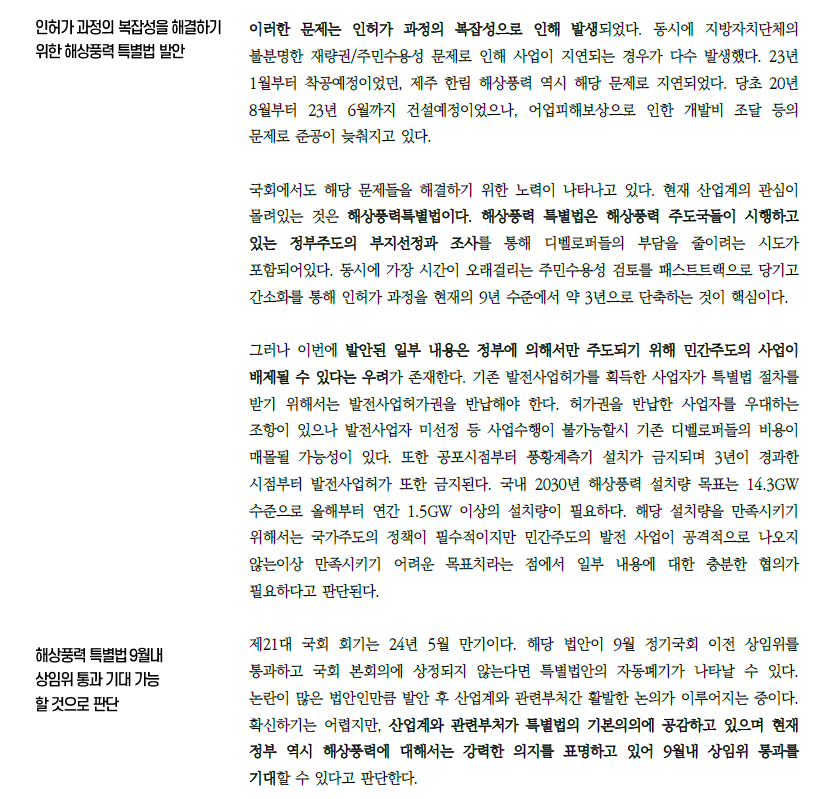 인허가 과정의 복잡성을 해결하기
위한 해상풍력 특별법 발안
이러한 문제는 인허가 과정의 복잡성으로 인해 발생되었다. 동시에 지방자치단체의
불분명한 재량권/주민수용성 문제로 인해 사업이 지연되는 경우가 다수 발생했다. 23년
1월부터 착공예정이었던, 제주 한림 해상풍력 역시 해당 문제로 지연되었다. 당초 20년
8월부터 23년 6월까지 건설예정이었으나, 어업피해보상으로 인한 개발비 조달 등의
문제로 준공이 늦춰지고 있다.
국회에서도 해당 문제들을 해결하기 위한 노력이 나타나고 있다. 현재 산업계의 관심이
몰려있는 것은 해상풍력특별법이다. 해상풍력 특별법은 해상풍력 주도국들이 시행하고
있는 정부주도의 부지선정과 조사를 통해 디벨로퍼들의 부담을 줄이려는 시도가
포함되어있다. 동시에 가장 시간이 오래걸리는 주민수용성 검토를 패스트트랙으로 당기고
간소화를 통해 인허가 과정을 현재의 9년 수준에서 약 3년으로 단축하는 것이 핵심이다.
그러나 이번에 발안된 일부 내용은 정부에 의해서만 주도되기 위해 민간주도의 사업이
배제될 수 있다는 우려가 존재한다. 기존 발전사업허가를 획득한 사업자가 특별법 절차를
받기 위해서는 발전사업허가권을 반납해야 한다. 허가권을 반납한 사업자를 우대하는
조항이 있으나 발전사업자 미선정 등 사업수행이 불가능할시 기존 디벨로퍼들의 비용이
매몰될 가능성이 있다. 또한 공포시점부터 풍황계측기 설치가 금지되며 3년이 경과한
시점부터 발전사업허가 또한 금지된다. 국내 2030년 해상풍력 설치량 목표는 14.3GW
수준으로 올해부터 연간 1.5GW 이상의 설치량이 필요하다. 해당 설치량을 만족시키기
위해서는 국가주도의 정책이 필수적이지만 민간주도의 발전 사업이 공격적으로 나오지
않는이상 만족시키기 어려운 목표치라는 점에서 일부 내용에 대한 충분한 협의가
필요하다고 판단된다.
해상풍력 특별법 9월내
상임위 통과 기대 가능
할 것으로 판단
제21대 국회 회기는 24년 5월 만기이다. 해당 법안이 9월 정기국회 이전 상임위를
통과하고 국회 본회의에 상정되지 않는다면 특별법안의 자동폐기가 나타날 수 있다.
논란이 많은 법안인만큼 발안 후 산업계와 관련부처간 활발한 논의가 이루어지는 중이다.
확신하기는 어렵지만, 산업계와 관련부처가 특별법의 기본의의에 공감하고 있으며 현재
정부 역시 해상풍력에 대해서는 강력한 의지를 표명하고 있어 9월내 상임위 통과를
기대할 수 있다고 판단한다.